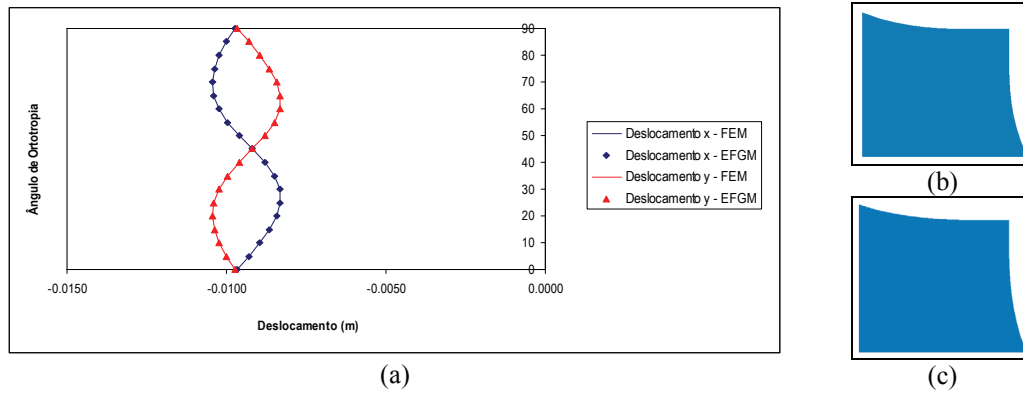 90
80
70
60
50
40
30
20
10
0
Ângulo de Ortotropia
-0.0150
-0.0100
-0.0050
0.0000
Deslocamento (m)
Deslocamento x - FEM
Deslocamento x - EFGM
Deslocamento y - FEM
Deslocamento y - EFGM
(a)
(b)
(c)